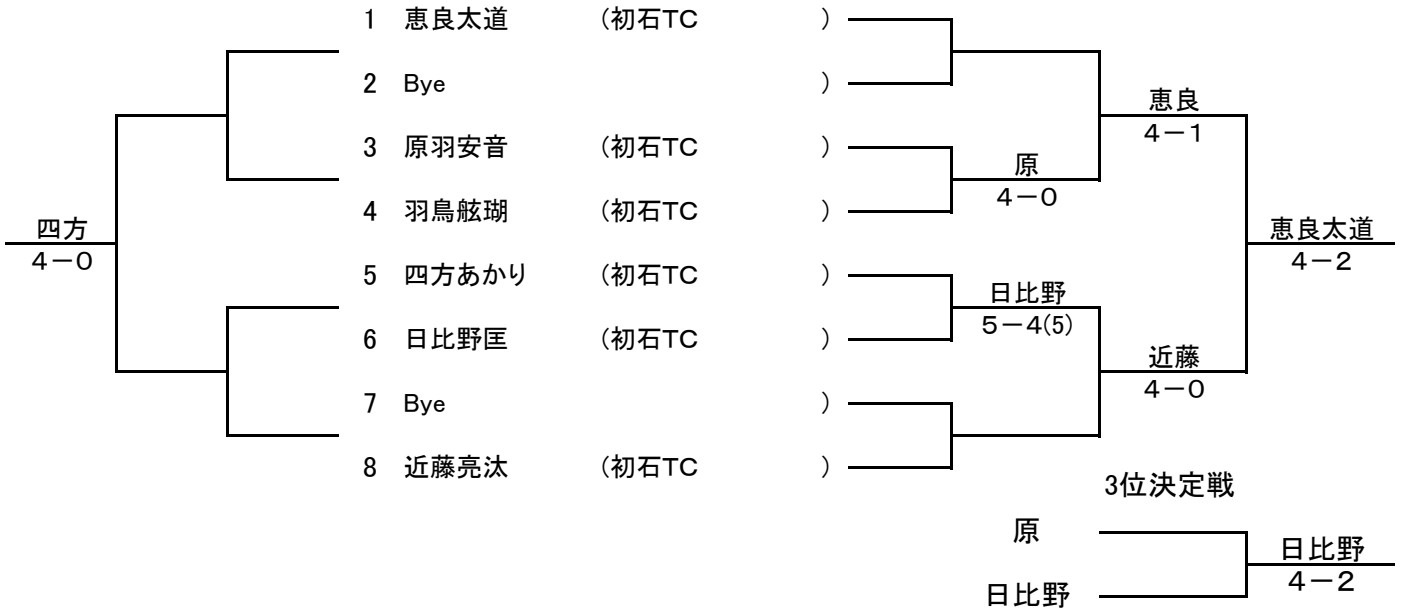 1 恵良太道 (初石TC )
2 Bye )
恵良
4-1
3 原羽安音 (初石TC )
原
4-0
4 羽鳥舷瑚 (初石TC )
四方
4-0
恵良太道
4-2
5 四方あかり (初石TC )
日比野
5-4(5)
6 日比野匡 (初石TC )
近藤
4-0
7 Bye )
8 近藤亮汰 (初石TC )
3位決定戦
原
日比野
4-2
日比野